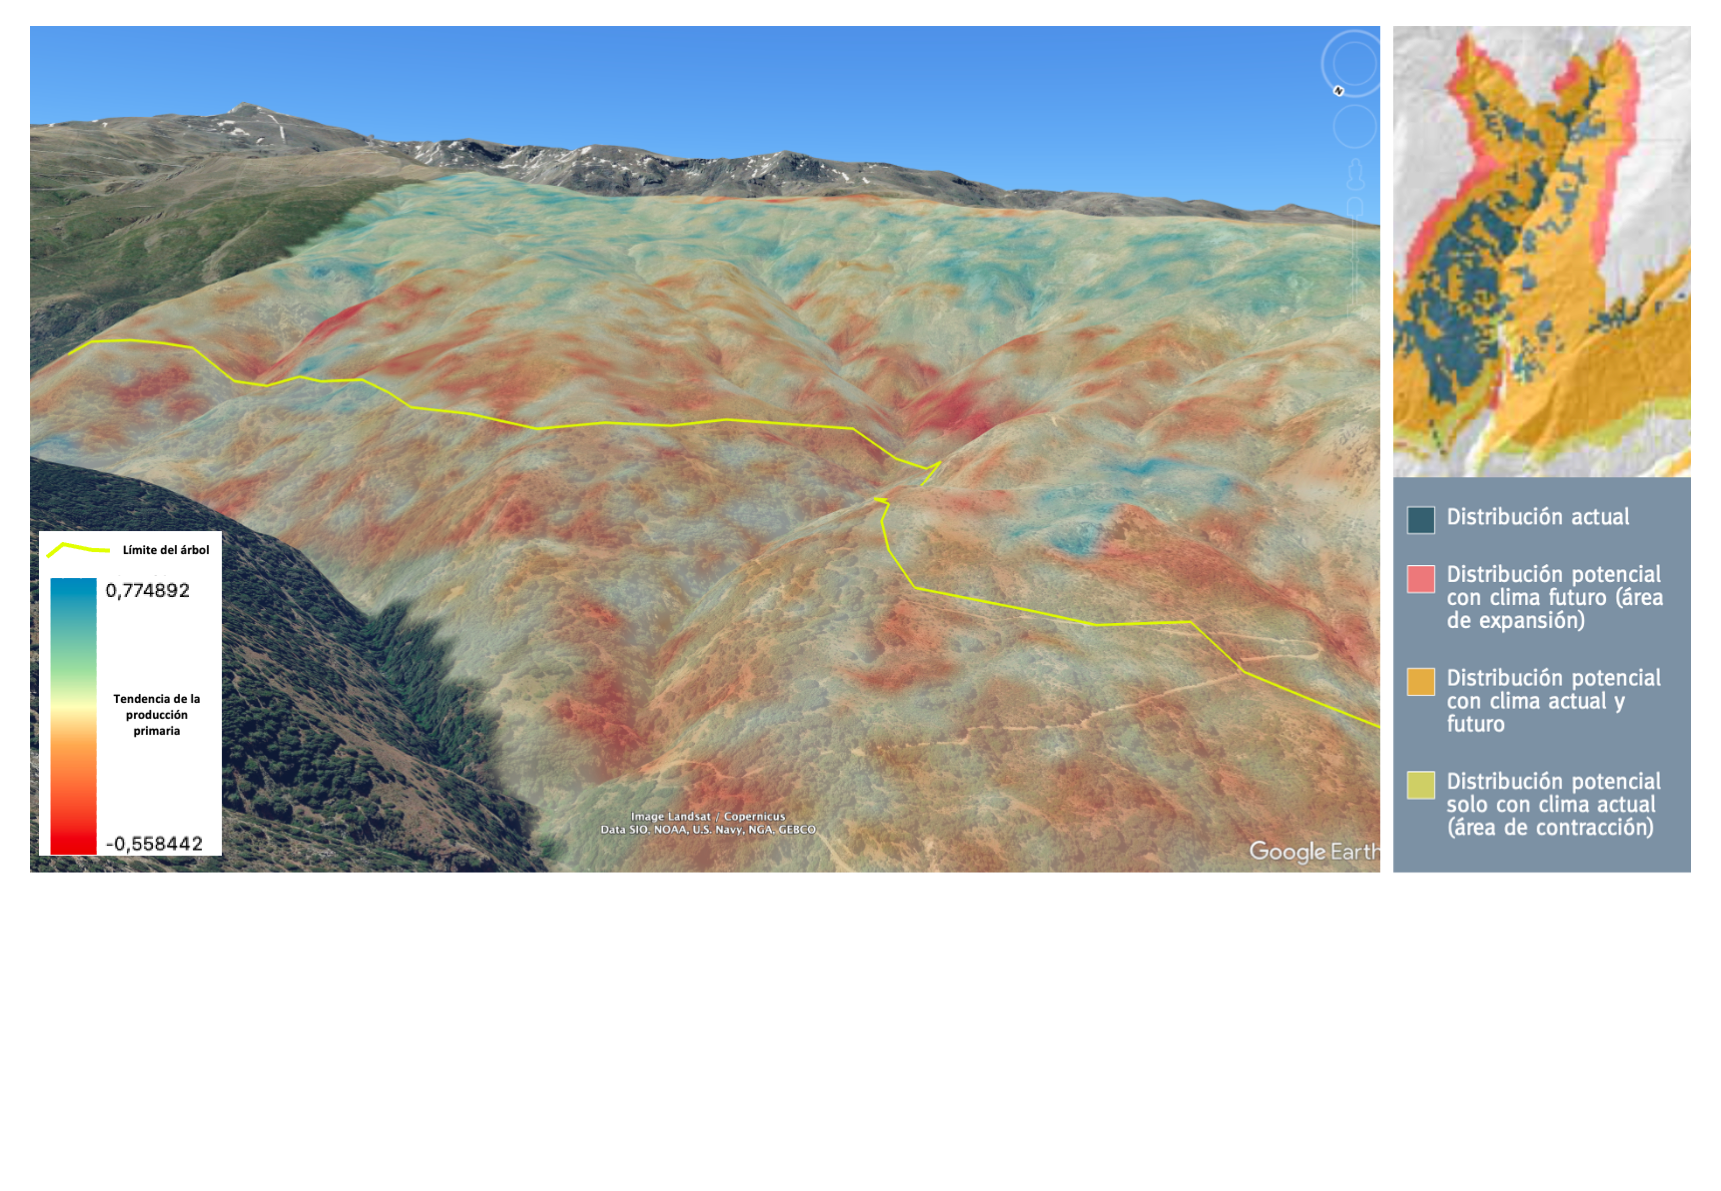 N
Límite del árbol
0,774892
Tendencia de la
producción
primaria
-0,558442
Image Landsat / Copernicus
Data SIO, NOAA, U.S. Navy, NGA, GEBCO
Google Earth
Distribución actual
Distribución potencial
con clima futuro (área
de expansión)
Distribución potencial
con clima actual y
futuro
Distribución potencial
solo con clima actual
(área de contracción)